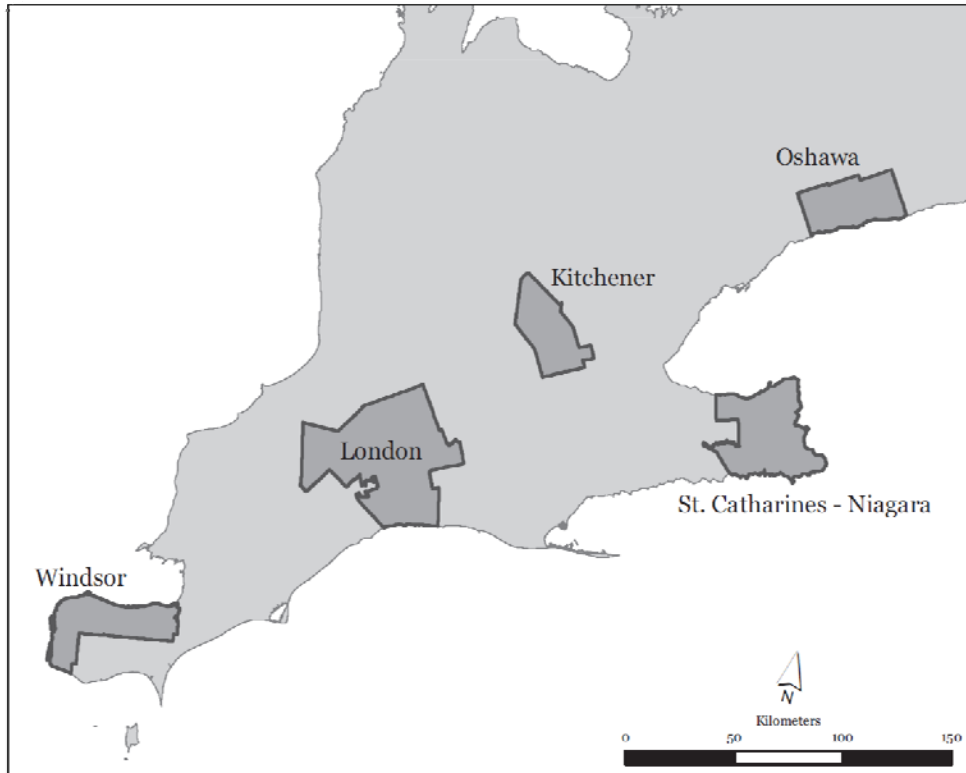 Oshawa
Kitchener
London
St. Catharines - Niagara
Windsor
N
Kilometers
0 50 100 150